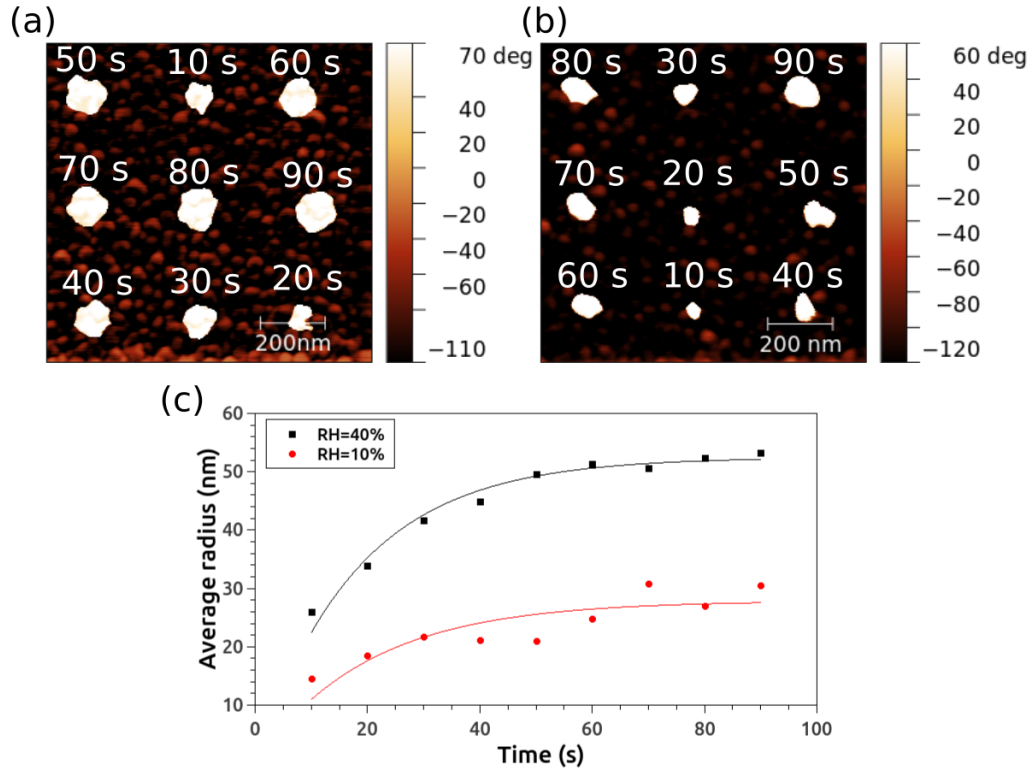 (a)
50 s 10 s 60 s
70 s 80 s 90 s
40 s 30 s 20 s
200nm
70 deg
40
20
0
−20
−40
−60
−110
(b)
80 s 30 s 90 s
70 s 20 s 50 s
60 s 10 s 40 s
200 nm
60 deg
40
20
0
−20
−40
−60
−80
−120
(c)
Average radius (nm)
60
50
40
30
20
10
RH=40%
RH=10%
0 20 40 60 80 100
Time (s)